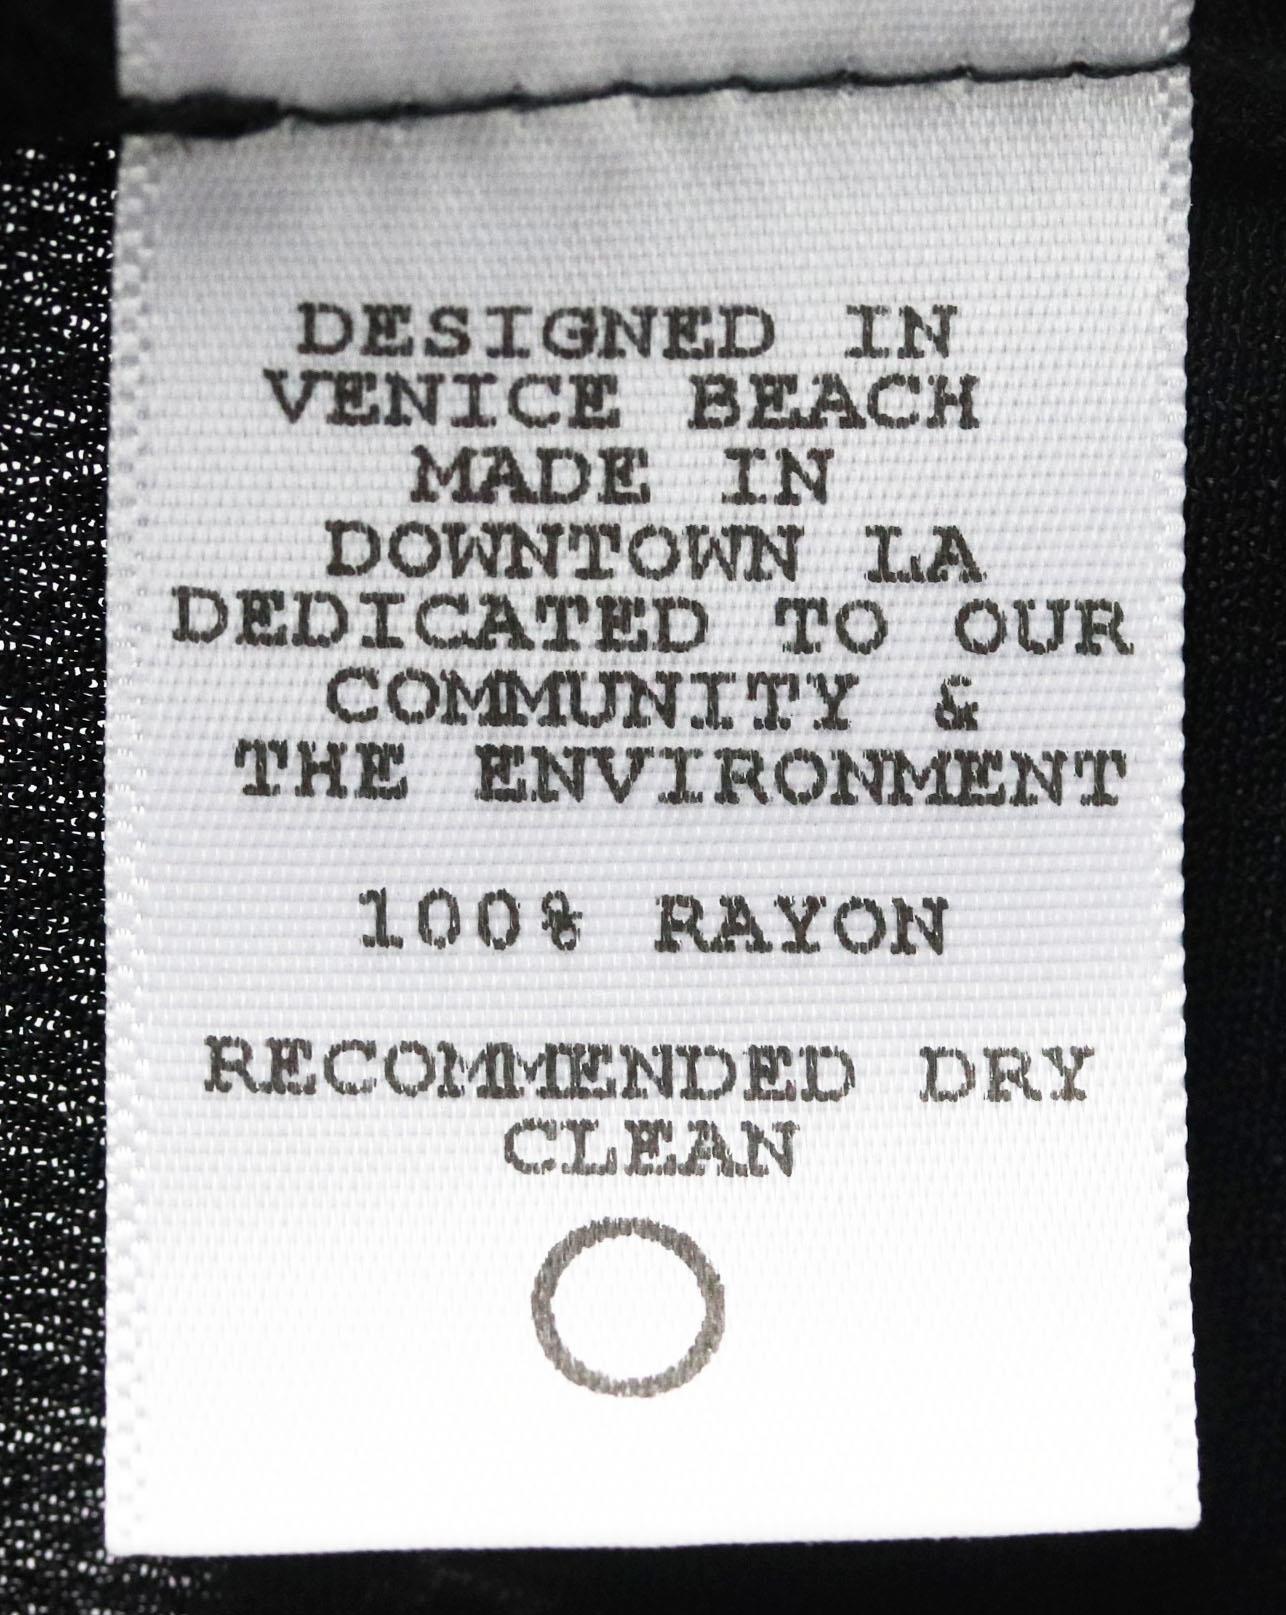 DESIGNED IN
VENICE BEACH
MADE IN
DOWNTOWN LA
DEDICATED TO OUR
COMMUNITY &
THE ENVIRONMENT
100% RAYON
RECOMMENDED DRY
CLEAN